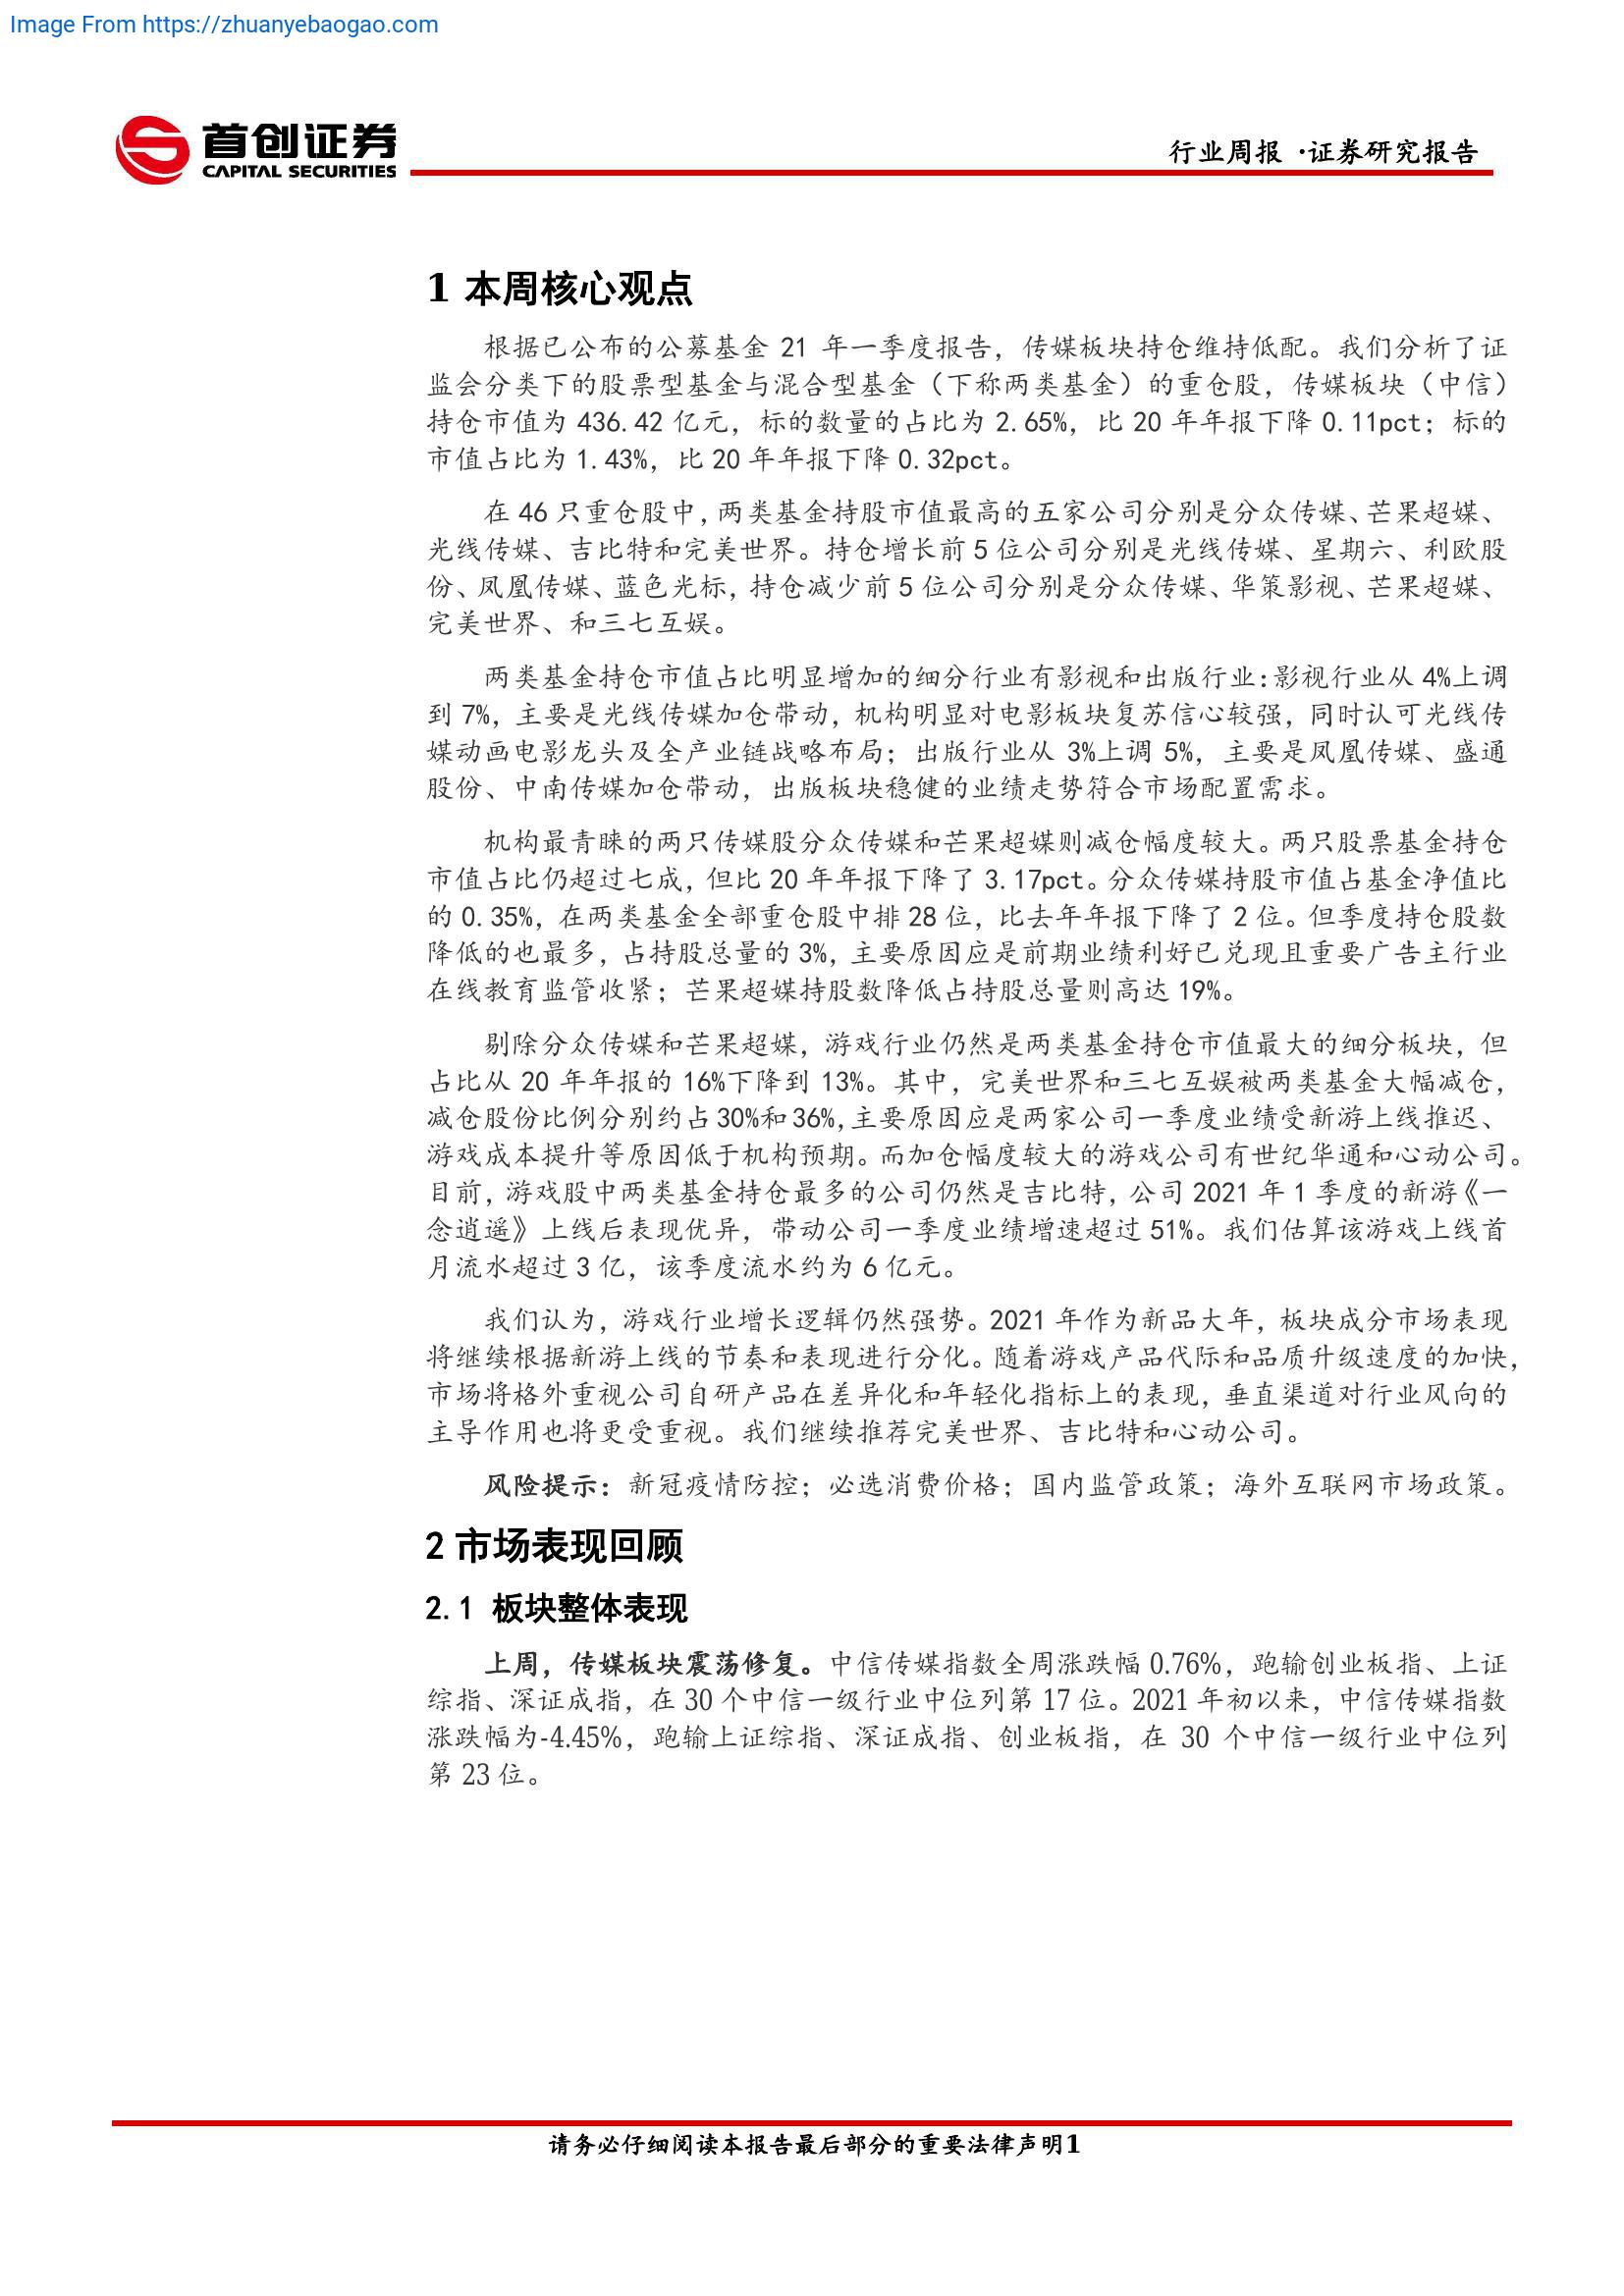 Image From https://zhuanyebaogao.com
首创证券
CAPITAL SECURITIES
行业周报 ·证券研究报告
1 本周核心观点
根据已公布的公募基金 21 年一季度报告，传媒板块持仓维持低配。我们分析了证
监会分类下的股票型基金与混合型基金（下称两类基金）的重仓股，传媒板块（中信）
持仓市值为 436.42 亿元，标的数量的占比为 2.65%，比 20 年年报下降 0.11pct；标的
市值占比为 1.43%，比 20 年年报下降 0.32pct。
在 46 只重仓股中，两类基金持股市值最高的五家公司分别是分众传媒、芒果超媒、
光线传媒、吉比特和完美世界。持仓增长前 5 位公司分别是光线传媒、星期六、利欧股
份、凤凰传媒、蓝色光标，持仓减少前 5 位公司分别是分众传媒、华策影视、芒果超媒、
完美世界、和三七互娱。
两类基金持仓市值占比明显增加的细分行业有影视和出版行业：影视行业从 4%上调
到 7%，主要是光线传媒加仓带动，机构明显对电影板块复苏信心较强，同时认可光线传
媒动画电影龙头及全产业链战略布局；出版行业从 3%上调 5%，主要是凤凰传媒、盛通
股份、中南传媒加仓带动，出版板块稳健的业绩走势符合市场配置需求。
机构最青睐的两只传媒股分众传媒和芒果超媒则减仓幅度较大。两只股票基金持仓
市值占比仍超过七成，但比 20 年年报下降了 3.17pct。分众传媒持股市值占基金净值比
的 0.35%，在两类基金全部重仓股中排 28 位，比去年年报下降了 2 位。但季度持仓股数
降低的也最多，占持股总量的 3%，主要原因应是前期业绩利好已兑现且重要广告主行业
在线教育监管收紧；芒果超媒持股数降低占持股总量则高达 19%。
剔除分众传媒和芒果超媒，游戏行业仍然是两类基金持仓市值最大的细分板块，但
占比从 20 年年报的 16%下降到 13%。其中，完美世界和三七互娱被两类基金大幅减仓，
减仓股份比例分别约占 30%和 36%，主要原因应是两家公司一季度业绩受新游上线推迟、
游戏成本提升等原因低于机构预期。而加仓幅度较大的游戏公司有世纪华通和心动公司。
目前，游戏股中两类基金持仓最多的公司仍然是吉比特，公司 2021 年 1 季度的新游《一
念逍遥》上线后表现优异，带动公司一季度业绩增速超过 51%。我们估算该游戏上线首
月流水超过 3 亿，该季度流水约为 6 亿元。
我们认为，游戏行业增长逻辑仍然强势。2021 年作为新品大年，板块成分市场表现
将继续根据新游上线的节奏和表现进行分化。随着游戏产品代际和品质升级速度的加快，
市场将格外重视公司自研产品在差异化和年轻化指标上的表现，垂直渠道对行业风向的
主导作用也将更受重视。我们继续推荐完美世界、吉比特和心动公司。
风险提示：新冠疫情防控；必选消费价格；国内监管政策；海外互联网市场政策。
2 市场表现回顾
2.1 板块整体表现
上周，传媒板块震荡修复。中信传媒指数全周涨跌幅 0.76%，跑输创业板指、上证
综指、深证成指，在 30 个中信一级行业中位列第 17 位。2021 年初以来，中信传媒指数
涨跌幅为-4.45%，跑输上证综指、深证成指、创业板指，在 30 个中信一级行业中位列
第 23 位。
请务必仔细阅读本报告最后部分的重要法律声明1